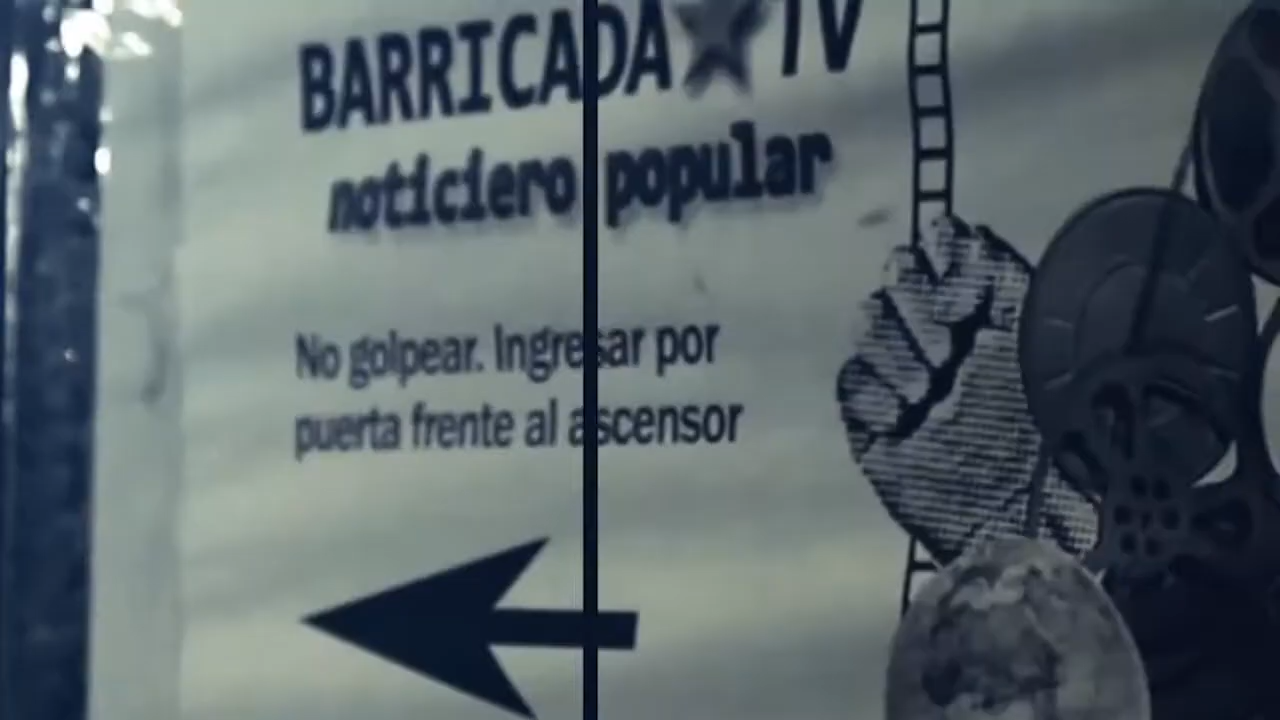 BARRICADA★TV
noticiero popular
No golpear. Ingresar por
puerta frente al ascensor